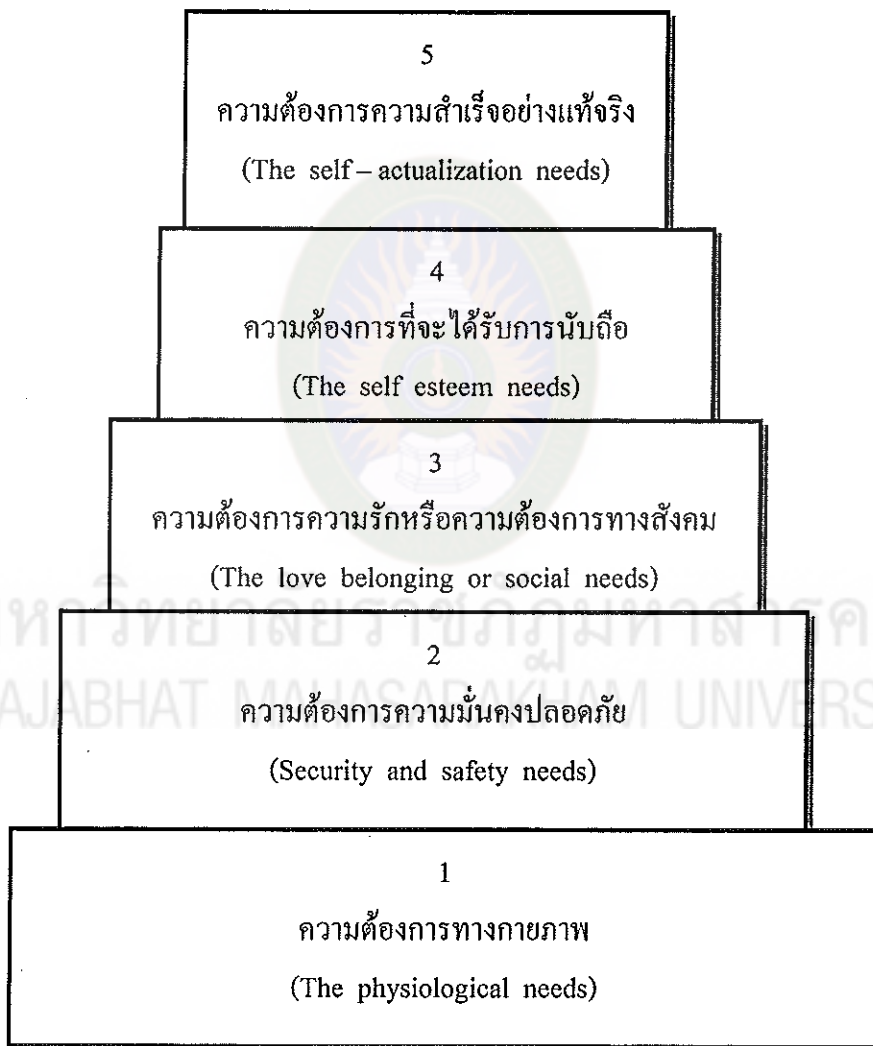 5
ความต้องการความสำเร็จอย่างแท้จริง
(The self – actualization needs)
4
ความต้องการที่จะได้รับการนับถือ
(The self esteem needs)
3
ความต้องการความรักหรือความต้องการทางสังคม
(The love belonging or social needs)
2
ความต้องการความมั่นคงปลอดภัย
(Security and safety needs)
1
ความต้องการทางกายภาพ
(The physiological needs)